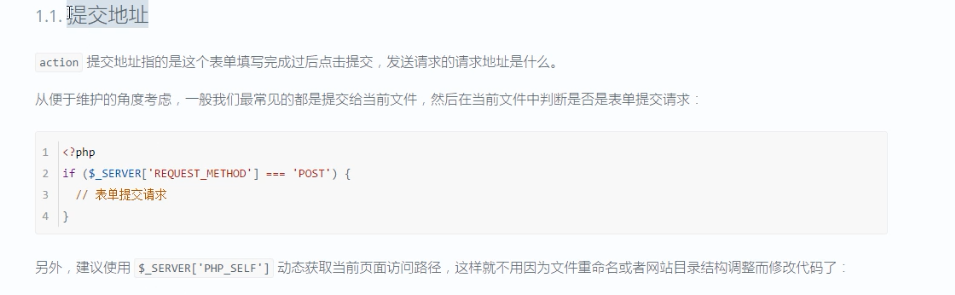 1.1. 提交地址
action 提交地址指的是这个表单填写完成过后点击提交，发送请求的请求地址是什么。
从便于维护的角度考虑，一般我们最常见的都是提交给当前文件，然后在当前文件中判断是否是表单提交请求：
1 <?php
2 if ($_SERVER['REQUEST_METHOD'] === 'POST') {
3 // 表单提交请求
4 }
另外，建议使用 $_SERVER['PHP_SELF'] 动态获取当前页面访问路径，这样就不用因为文件重命名或者网站目录结构调整而修改代码了：